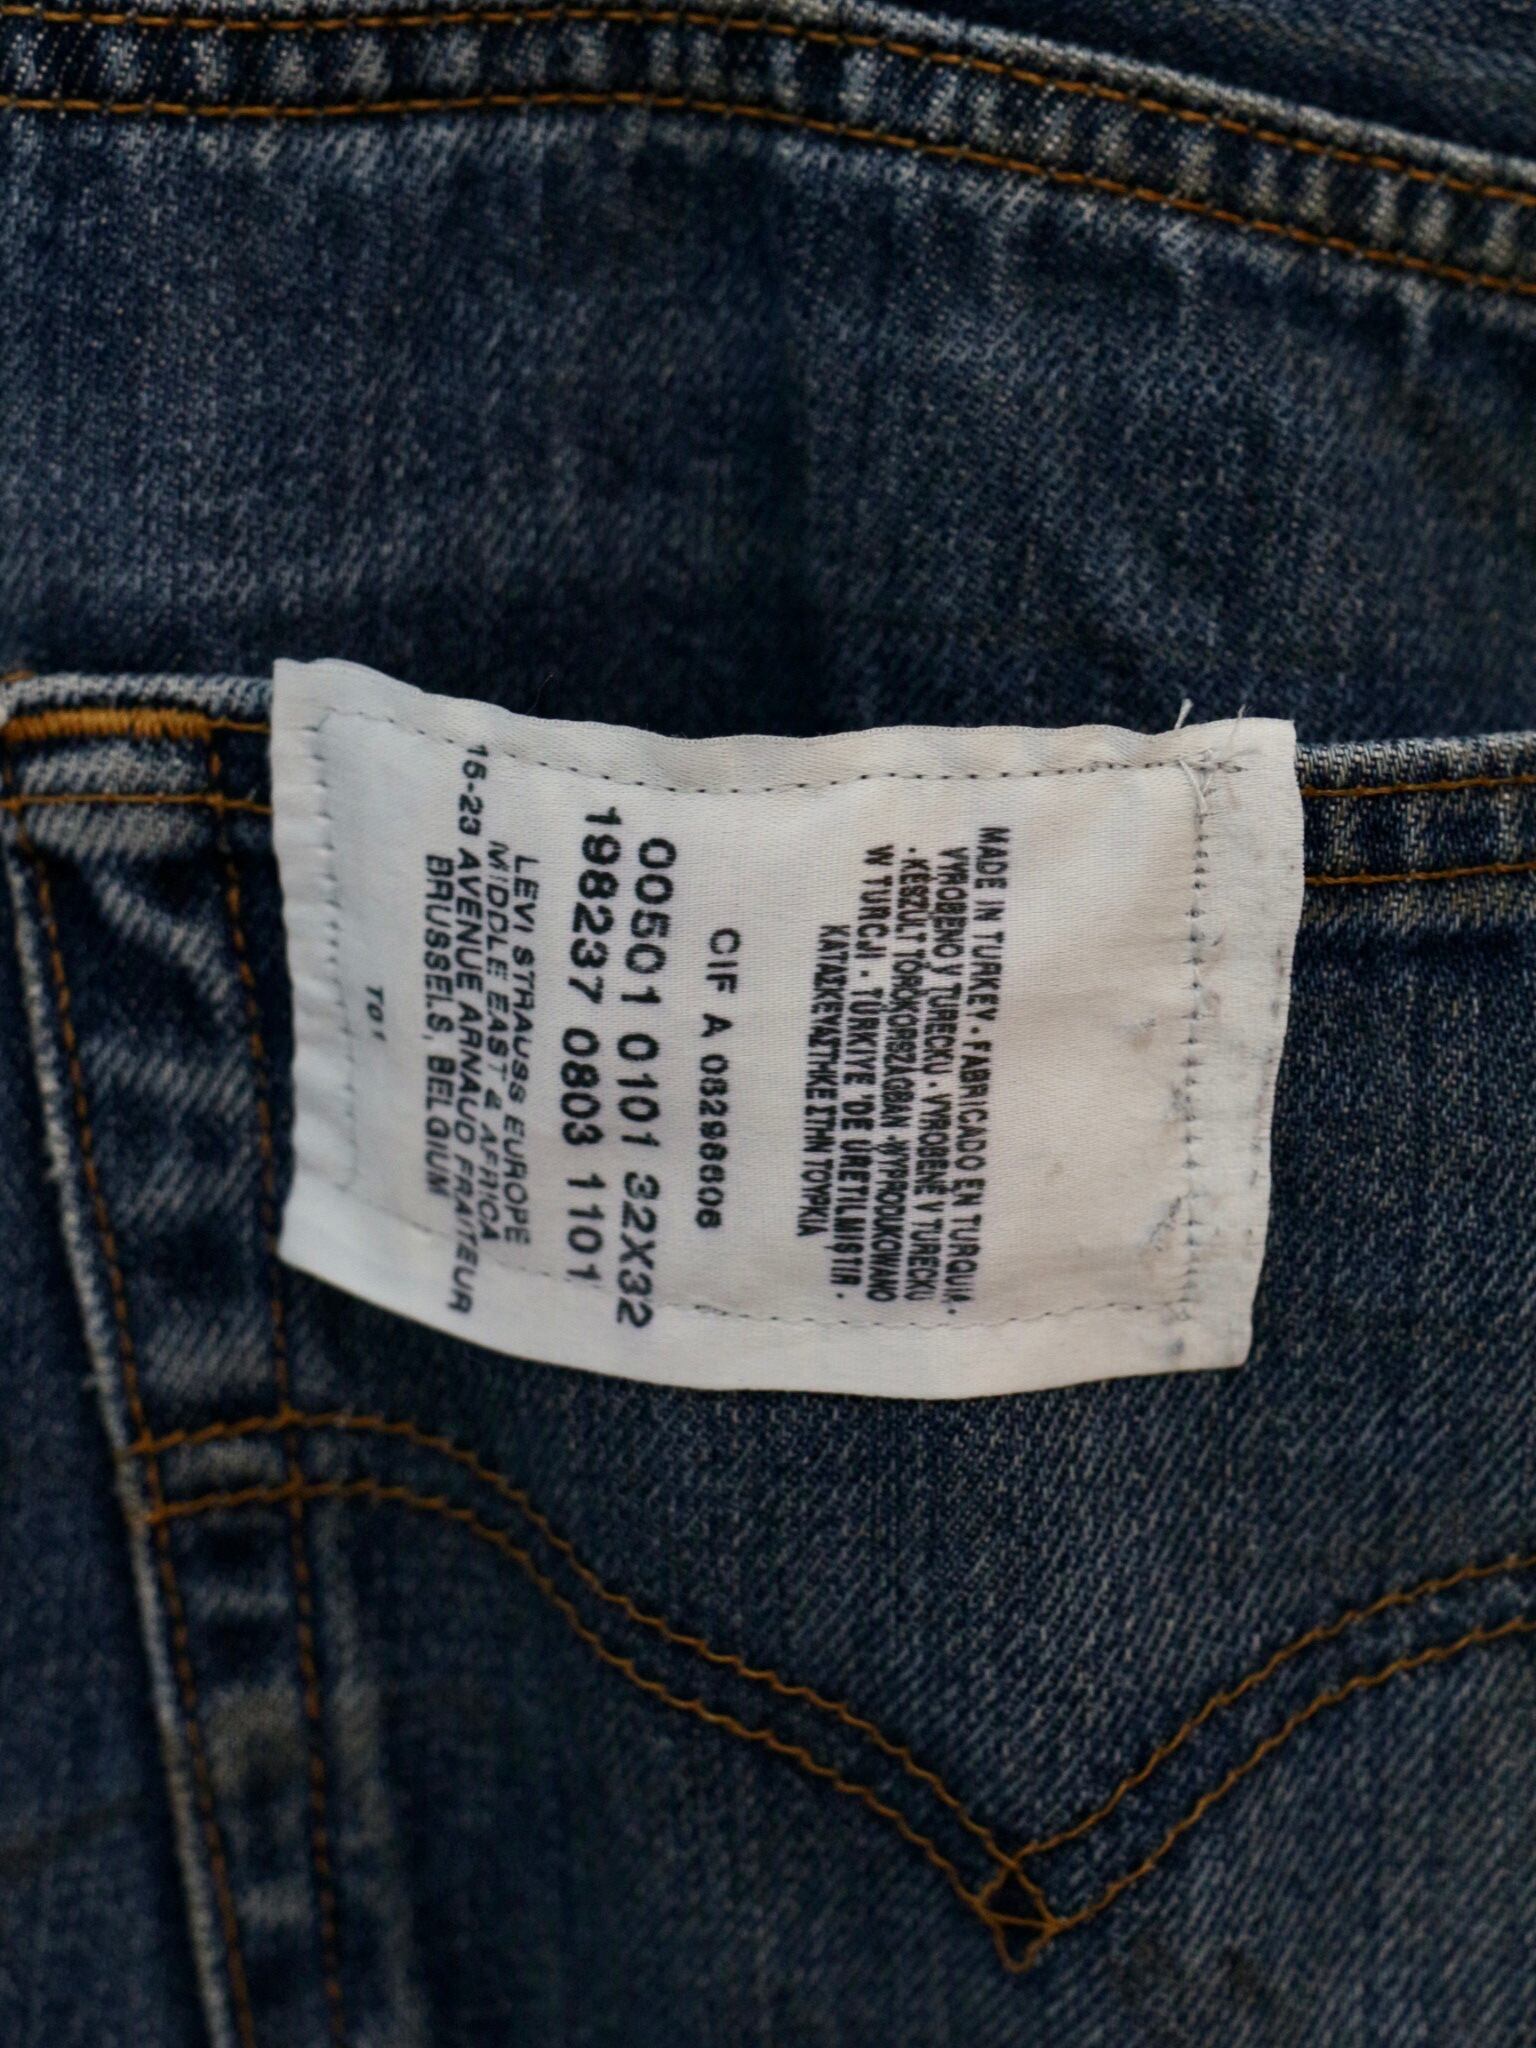 MADE IN TURKEY - FABRICADO EN TURQUIA -
VYROBENO V TURECKU - VYROBENÉ V TURECKU
- KÉSZÜLT TÖRÖKORSZÁGBAN - WYPRODUKOWANO
W TURCJI - TÜRKIYE 'DE ÜRETILMIŞTIR -
ΚΑΤΑΣΚΕΥΑΣΤΗΚΕ ΣΤΗΝ ΤΟΥΡΚΙΑ
CIF A 0829806
00501 0101 32X32
198237 0803 1101
LEVI STRAUSS EUROPE
MIDDLE EAST & AFRICA
15-23 AVENUE ARNAUD FRAITEUR
BRUSSELS, BELGIUM
T01